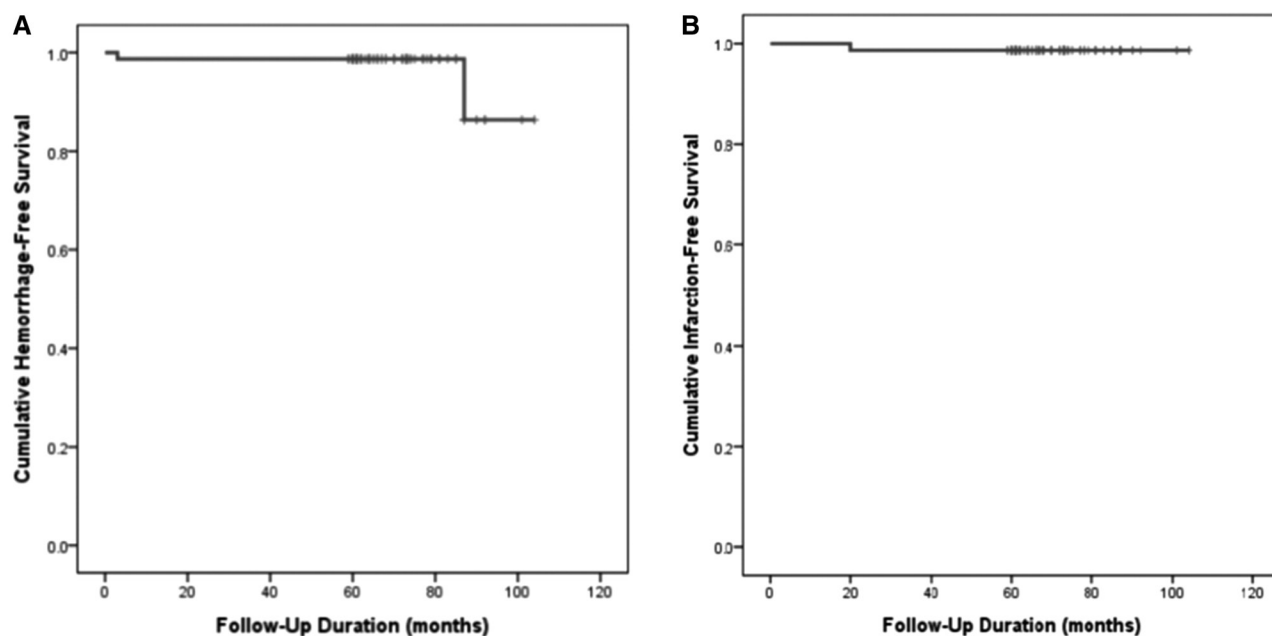 A
Cumulative Hemorrhage-Free Survival
1.0
0.8
0.6
0.4
0.2
0.0
0 20 40 60 80 100 120
Follow-Up Duration (months)
B
Cumulative Infarction-Free Survival
1.0
0.8
0.6
0.4
0.2
0.0
0 20 40 60 80 100 120
Follow-Up Duration (months)